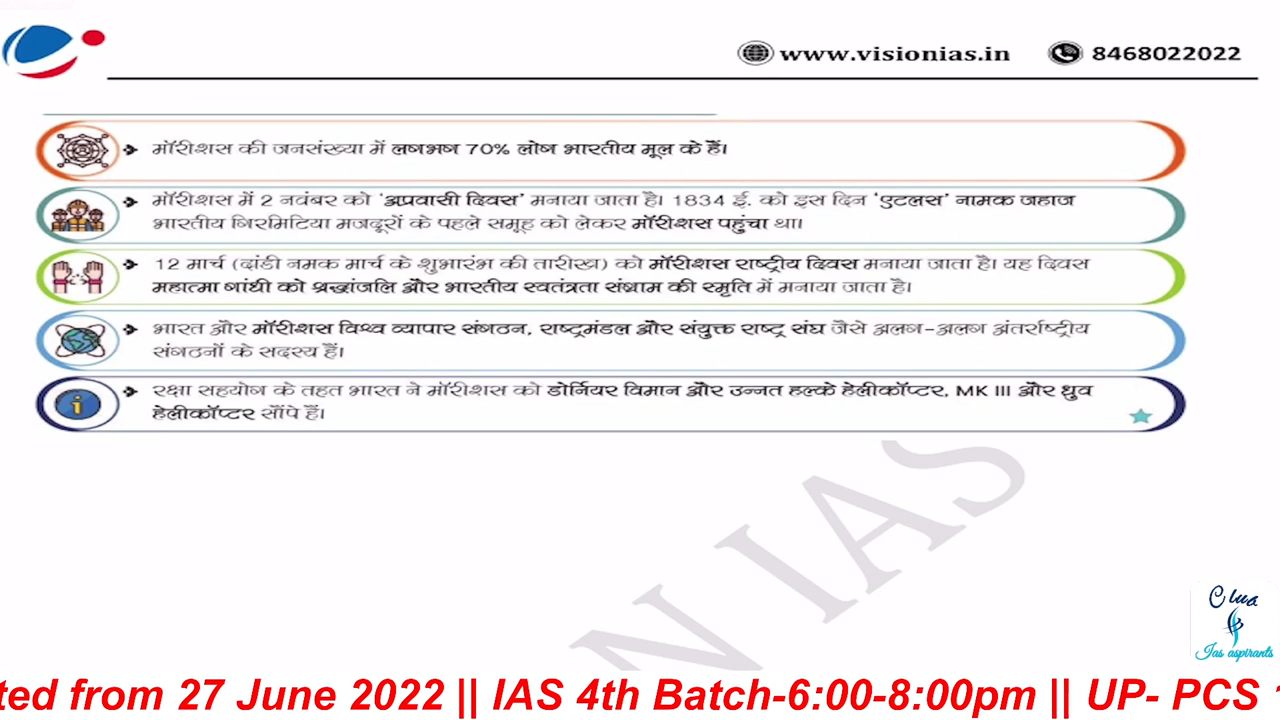 www.visionias.in 8468022022
मॉरीशस की जनसंख्या में लगभग 70% लोग भारतीय मूल के हैं।
मॉरीशस में 2 नवंबर को 'अप्रवासी दिवस' मनाया जाता है। 1834 ई. को इस दिन 'एटलस' नामक जहाज
भारतीय गिरमिटिया मजदूरों के पहले समूह को लेकर मॉरीशस पहुंचा था।
12 मार्च (दांडी नमक मार्च के शुभारंभ की तारीख) को मॉरीशस राष्ट्रीय दिवस मनाया जाता है। यह दिवस
महात्मा गांधी को श्रद्धांजलि और भारतीय स्वतंत्रता संग्राम की स्मृति में मनाया जाता है।
भारत और मॉरीशस विश्व व्यापार संगठन, राष्ट्रमंडल और संयुक्त राष्ट्र संघ जैसे अलग-अलग अंतर्राष्ट्रीय
संगठनों के सदस्य हैं।
रक्षा सहयोग के तहत भारत ने मॉरीशस को डोर्नियर विमान और उन्नत हल्के हेलीकॉप्टर, MK III और ध्रुव
हेलीकॉप्टर सौंपे हैं।
N IAS
Clue
Ias aspirants
ted from 27 June 2022 || IAS 4th Batch-6:00-8:00pm || UP- PCS